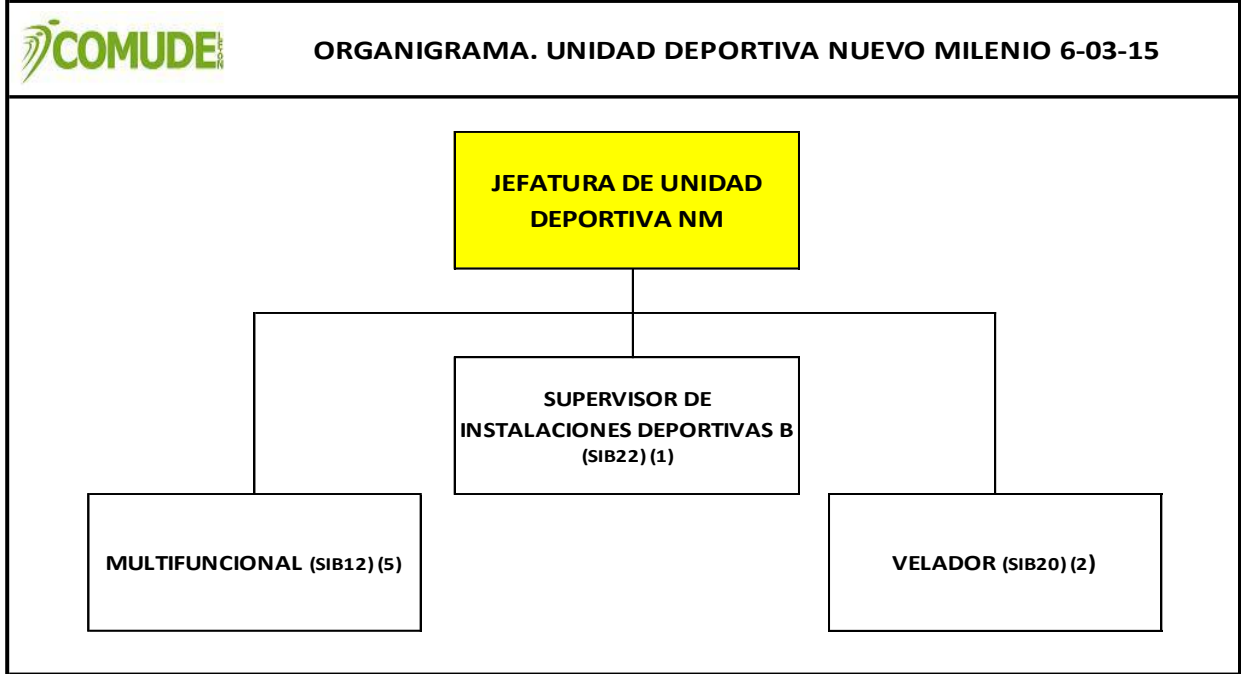 COMUDE LEON
ORGANIGRAMA. UNIDAD DEPORTIVA NUEVO MILENIO 6-03-15
JEFATURA DE UNIDAD
DEPORTIVA NM
SUPERVISOR DE
INSTALACIONES DEPORTIVAS B
(SIB22) (1)
MULTIFUNCIONAL (SIB12) (5)
VELADOR (SIB20) (2)